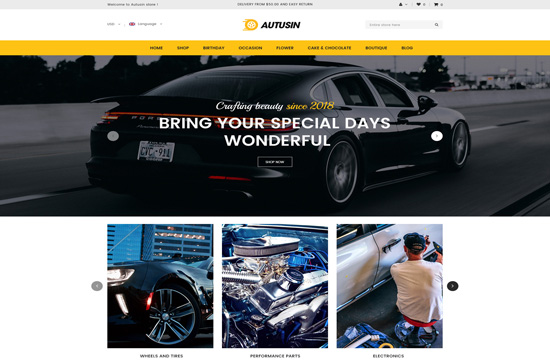 Welcome to Autusin store !
DELIVERY FROM $30.00 AND EASY RETURN
0
0
USD
Language
AUTUSIN
Enter more here
HOME SHOP BIRTHDAY OCCASION FLOWER CAKE & CHOCOLATE BOUTIQUE BLOG
Crafting beauty since 2018
BRING YOUR SPECIAL DAYS
WONDERFUL
SHOP NOW
PORSCHE
WHEELS AND TIRES
PERFORMANCE PARTS
ELECTRONICS